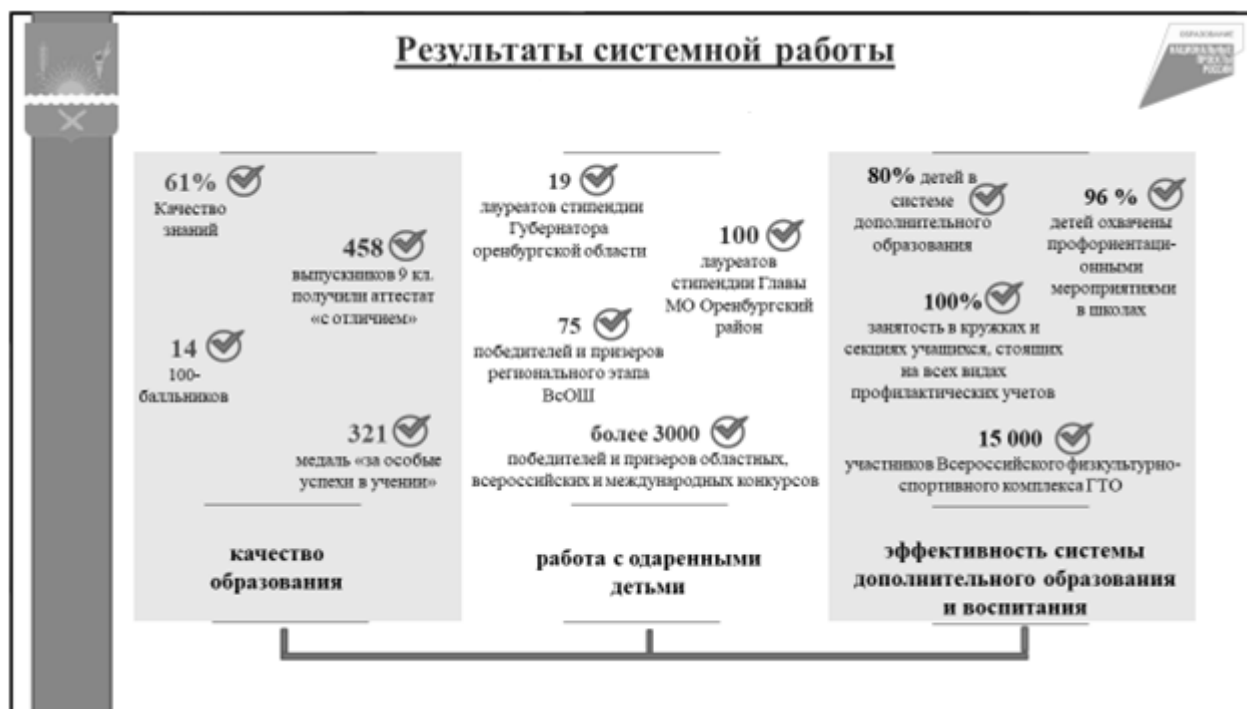 Результаты системной работы
ОБРАЗОВАНИЕ
НАЦИОНАЛЬНЫЕ
ПРОЕКТЫ
РОССИИ
61%
Качество
знаний
458
выпускников 9 кл.
получили аттестат
«с отличием»
14
100-
балльников
321
медаль «за особые
успехи в учении»
качество
образования
19
лауреатов стипендии
Губернатора
оренбургской области
100
лауреатов
стипендии Главы
МО Оренбургский
район
75
победителей и призеров
регионального этапа
ВсОШ
более 3000
победителей и призеров областных,
всероссийских и международных конкурсов
работа с одаренными
детьми
80% детей в
системе
дополнительного
образования
96 %
детей охвачены
профориентаци-
онными
мероприятиями
в школах
100%
занятость в кружках и
секциях учащихся, стоящих
на всех видах
профилактических учетов
15 000
участников Всероссийского физкультурно-
спортивного комплекса ГТО
эффективность системы
дополнительного образования
и воспитания